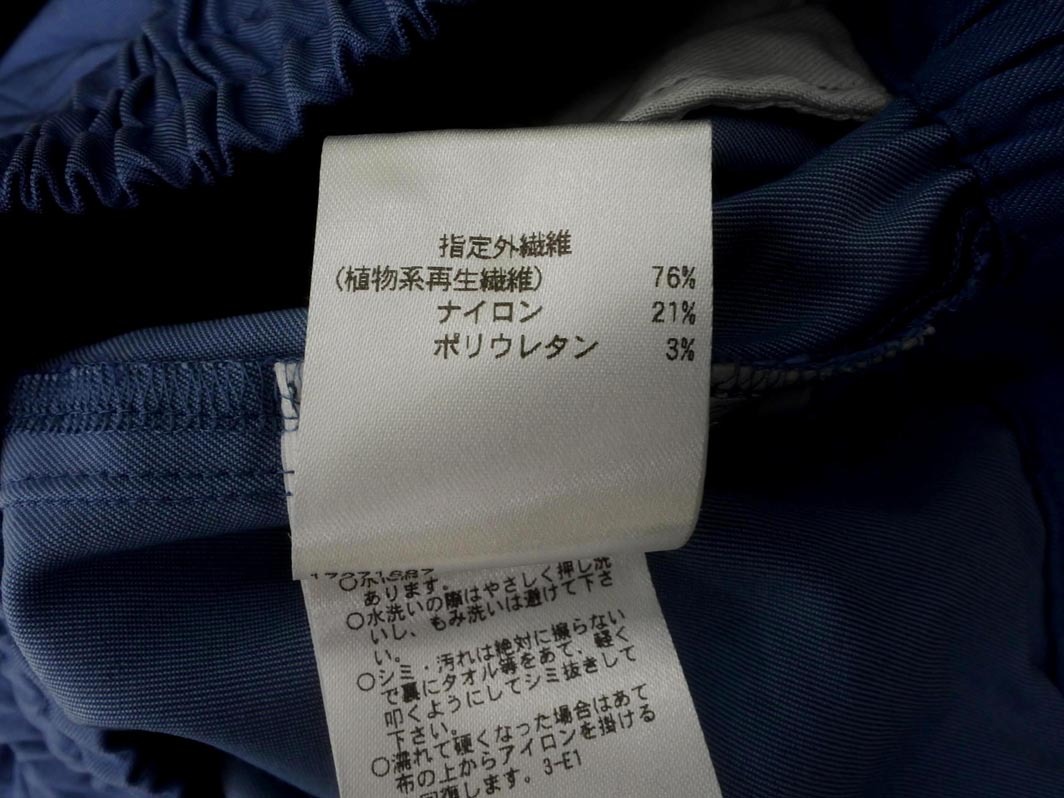 指定外繊維
(植物系再生繊維) 76%
ナイロン 21%
ポリウレタン 3%
あります。
○水洗いの際はやさしく押し洗
いし、もみ洗いは避けて下さ
い。
○シミ・汚れは絶対に擦らない
で裏にタオル等をあて、軽く
叩くようにしてシミ抜きして
下さい。
○濡れて硬くなった場合はあて
布の上からアイロンを掛ける
回復します。3-E1